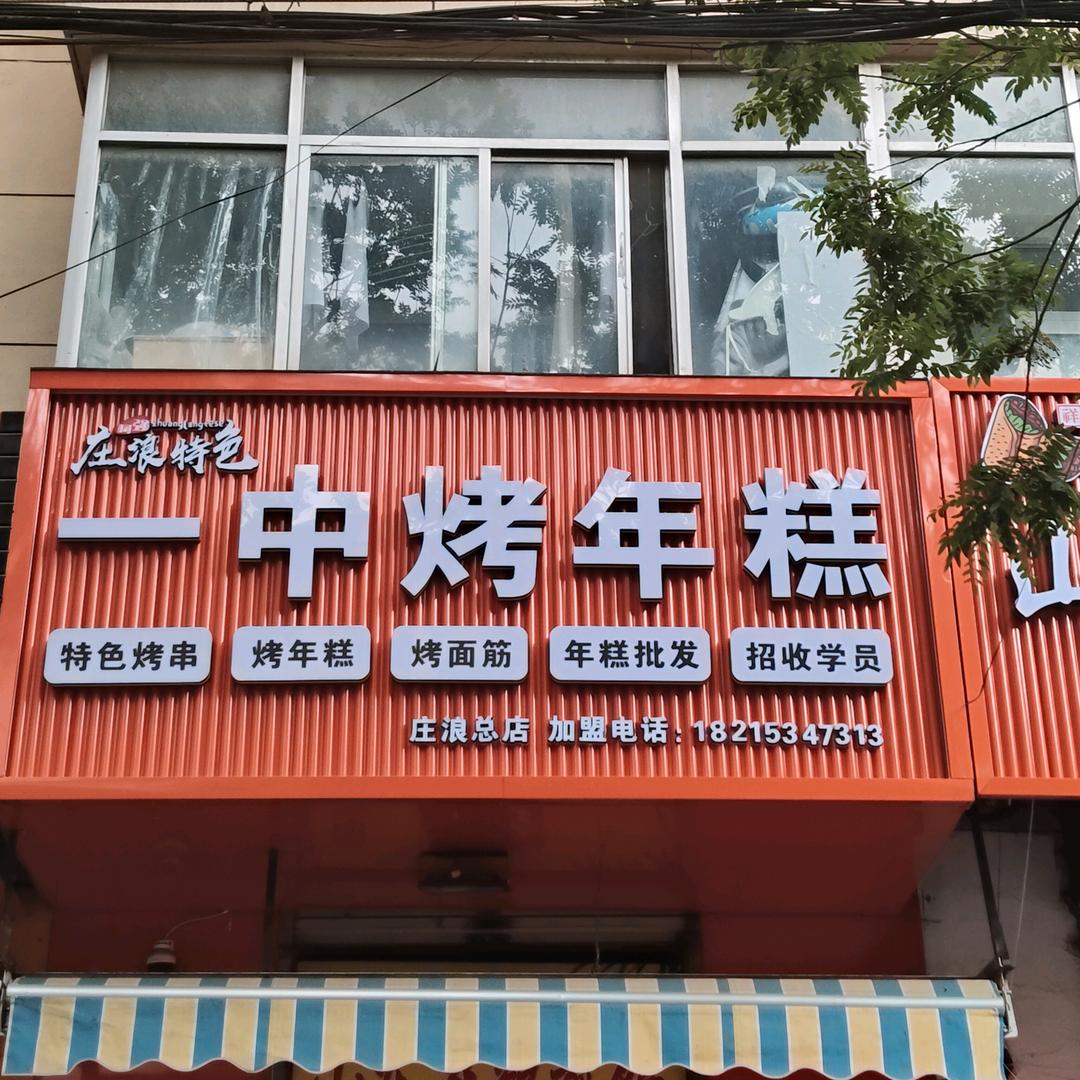 庄浪特色
一中烤年糕
特色烤串 烤年糕 烤面筋 年糕批发 招收学员
庄浪总店 加盟电话：18215347313